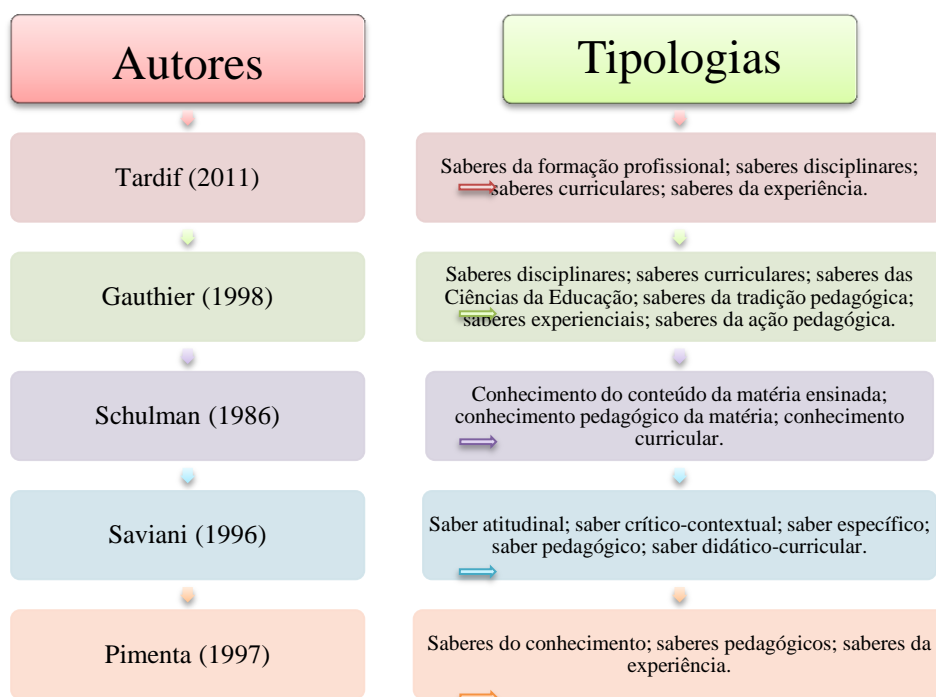 Autores
Tipologias
Tardif (2011)
Saberes da formação profissional; saberes disciplinares;
saberes curriculares; saberes da experiência.
Gauthier (1998)
Saberes disciplinares; saberes curriculares; saberes das
Ciências da Educação; saberes da tradição pedagógica;
saberes experienciais; saberes da ação pedagógica.
Schulman (1986)
Conhecimento do conteúdo da matéria ensinada;
conhecimento pedagógico da matéria; conhecimento
curricular.
Saviani (1996)
Saber atitudinal; saber crítico-contextual; saber específico;
saber pedagógico; saber didático-curricular.
Pimenta (1997)
Saberes do conhecimento; saberes pedagógicos; saberes da
experiência.